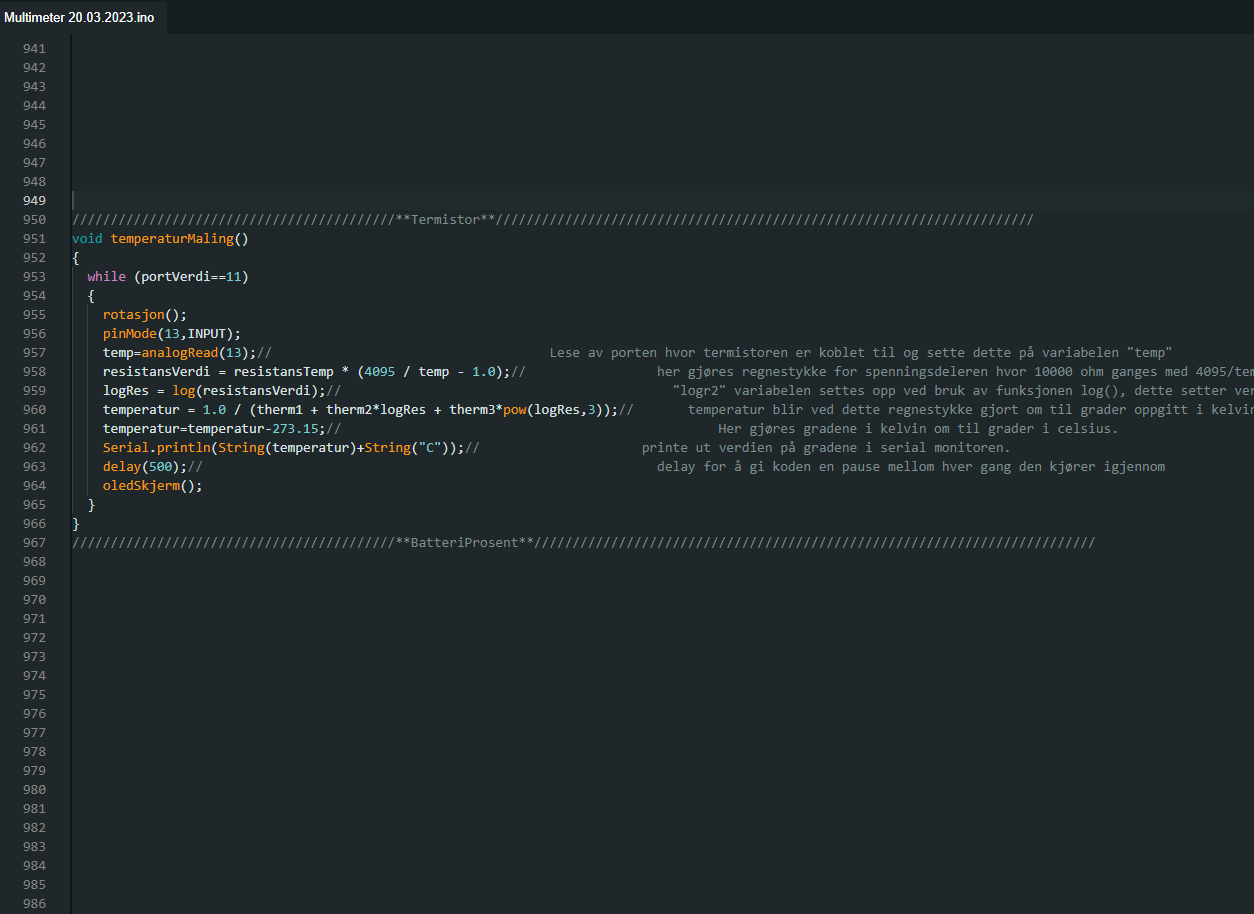 Multimeter 20.03.2023.ino
941
942
943
944
945
946
947
948
949
950 //////////////////////////////////////////**Termistor**//////////////////////////////////////////////////////////////////////
951 void temperaturMaling()
952 {
953 while (portVerdi==11)
954 {
955 rotasjon();
956 pinMode(13,INPUT);
957 temp=analogRead(13);// Lese av porten hvor termistoren er koblet til og sette dette på variabelen "temp"
958 resistansVerdi = resistansTemp * (4095 / temp - 1.0);// her gjøres regnestykke for spenningsdeleren hvor 10000 ohm ganges med 4095/tem
959 logRes = log(resistansVerdi);// "logr2" variabelen settes opp ved bruk av funksjonen log(), dette setter ver
960 temperatur = 1.0 / (therm1 + therm2*logRes + therm3*pow(logRes,3));// temperatur blir ved dette regnestykke gjort om til grader oppgitt i kelvin
961 temperatur=temperatur-273.15;// Her gjøres gradene i kelvin om til grader i celsius.
962 Serial.println(String(temperatur)+String("C"));// printe ut verdien på gradene i serial monitoren.
963 delay(500);// delay for å gi koden en pause mellom hver gang den kjører igjennom
964 oledSkjerm();
965 }
966 }
967 //////////////////////////////////////////**BatteriProsent**/////////////////////////////////////////////////////////////////////////
968
969
970
971
972
973
974
975
976
977
978
979
980
981
982
983
984
985
986